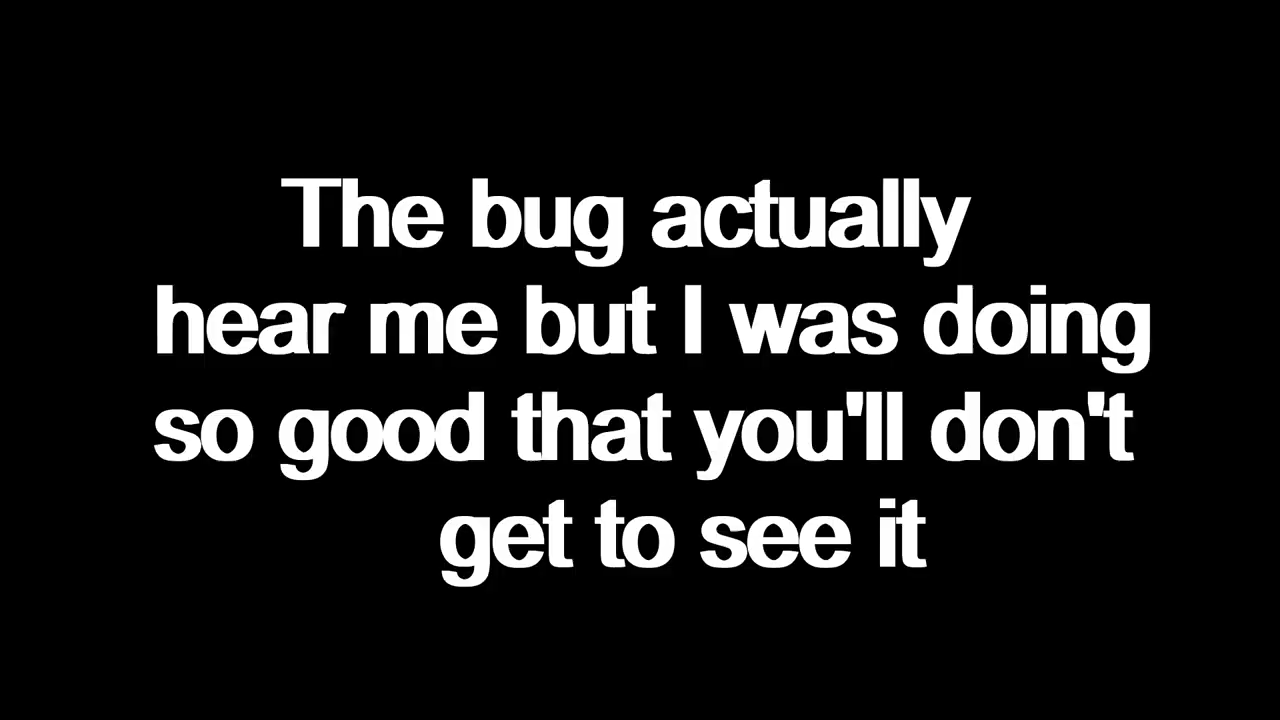 The bug actually
hear me but I was doing
so good that you'll don't
get to see it